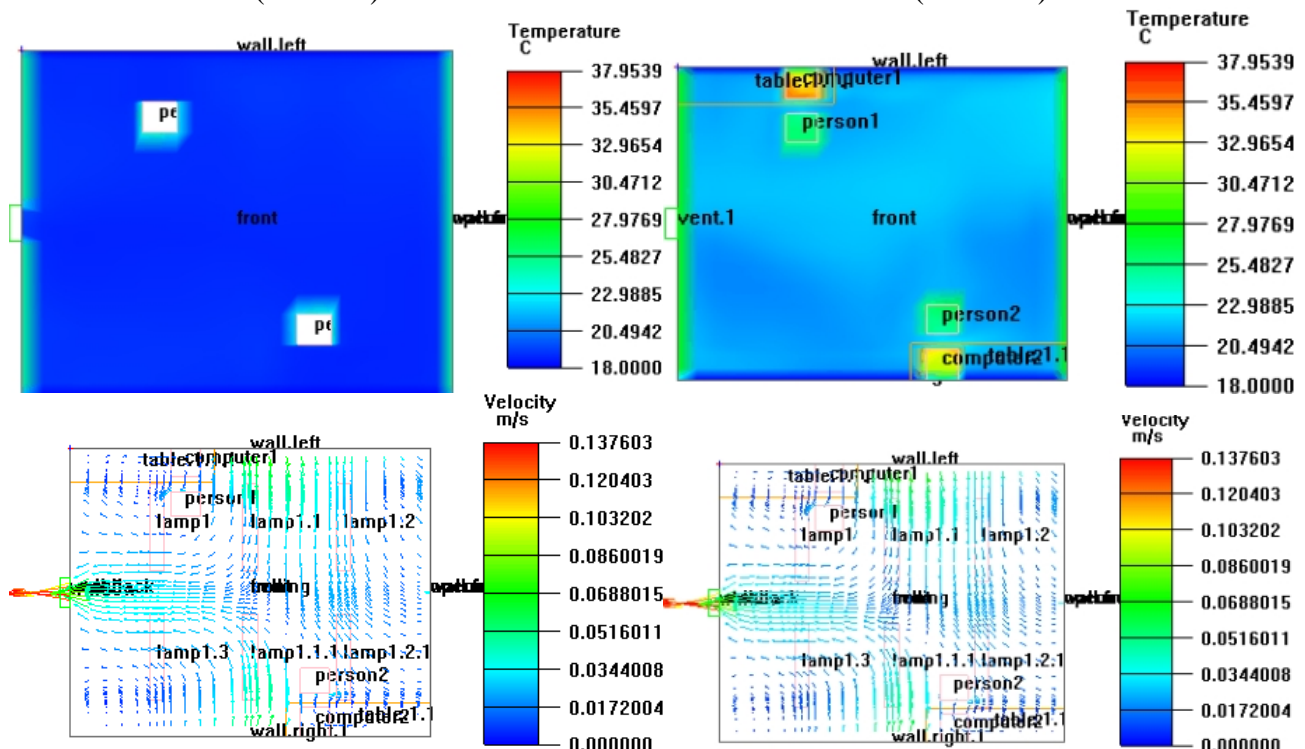 wall.left
Temperature
C
37.9539
35.4597
32.9654
30.4712
27.9769
25.4827
22.9885
20.4942
18.0000
pe
front
pe
wall.left
computer1
person1
vent.1
front
person2
computer2
Temperature
C
37.9539
35.4597
32.9654
30.4712
27.9769
25.4827
22.9885
20.4942
18.0000
wall.left
computer1
person1
lamp1
lamp1.1
lamp1.2
lamp1.3
lamp1.1.1
lamp1.2.1
person2
computer2
wall.right.1
Velocity
m/s
0.137603
0.120403
0.103202
0.0860019
0.0688015
0.0516011
0.0344008
0.0172004
0.000000
wall.left
computer1
person1
lamp1
lamp1.1
lamp1.2
lamp1.3
lamp1.1.1
lamp1.2.1
person2
wall.right.1
Velocity
m/s
0.137603
0.120403
0.103202
0.0860019
0.0688015
0.0516011
0.0344008
0.0172004
0.000000